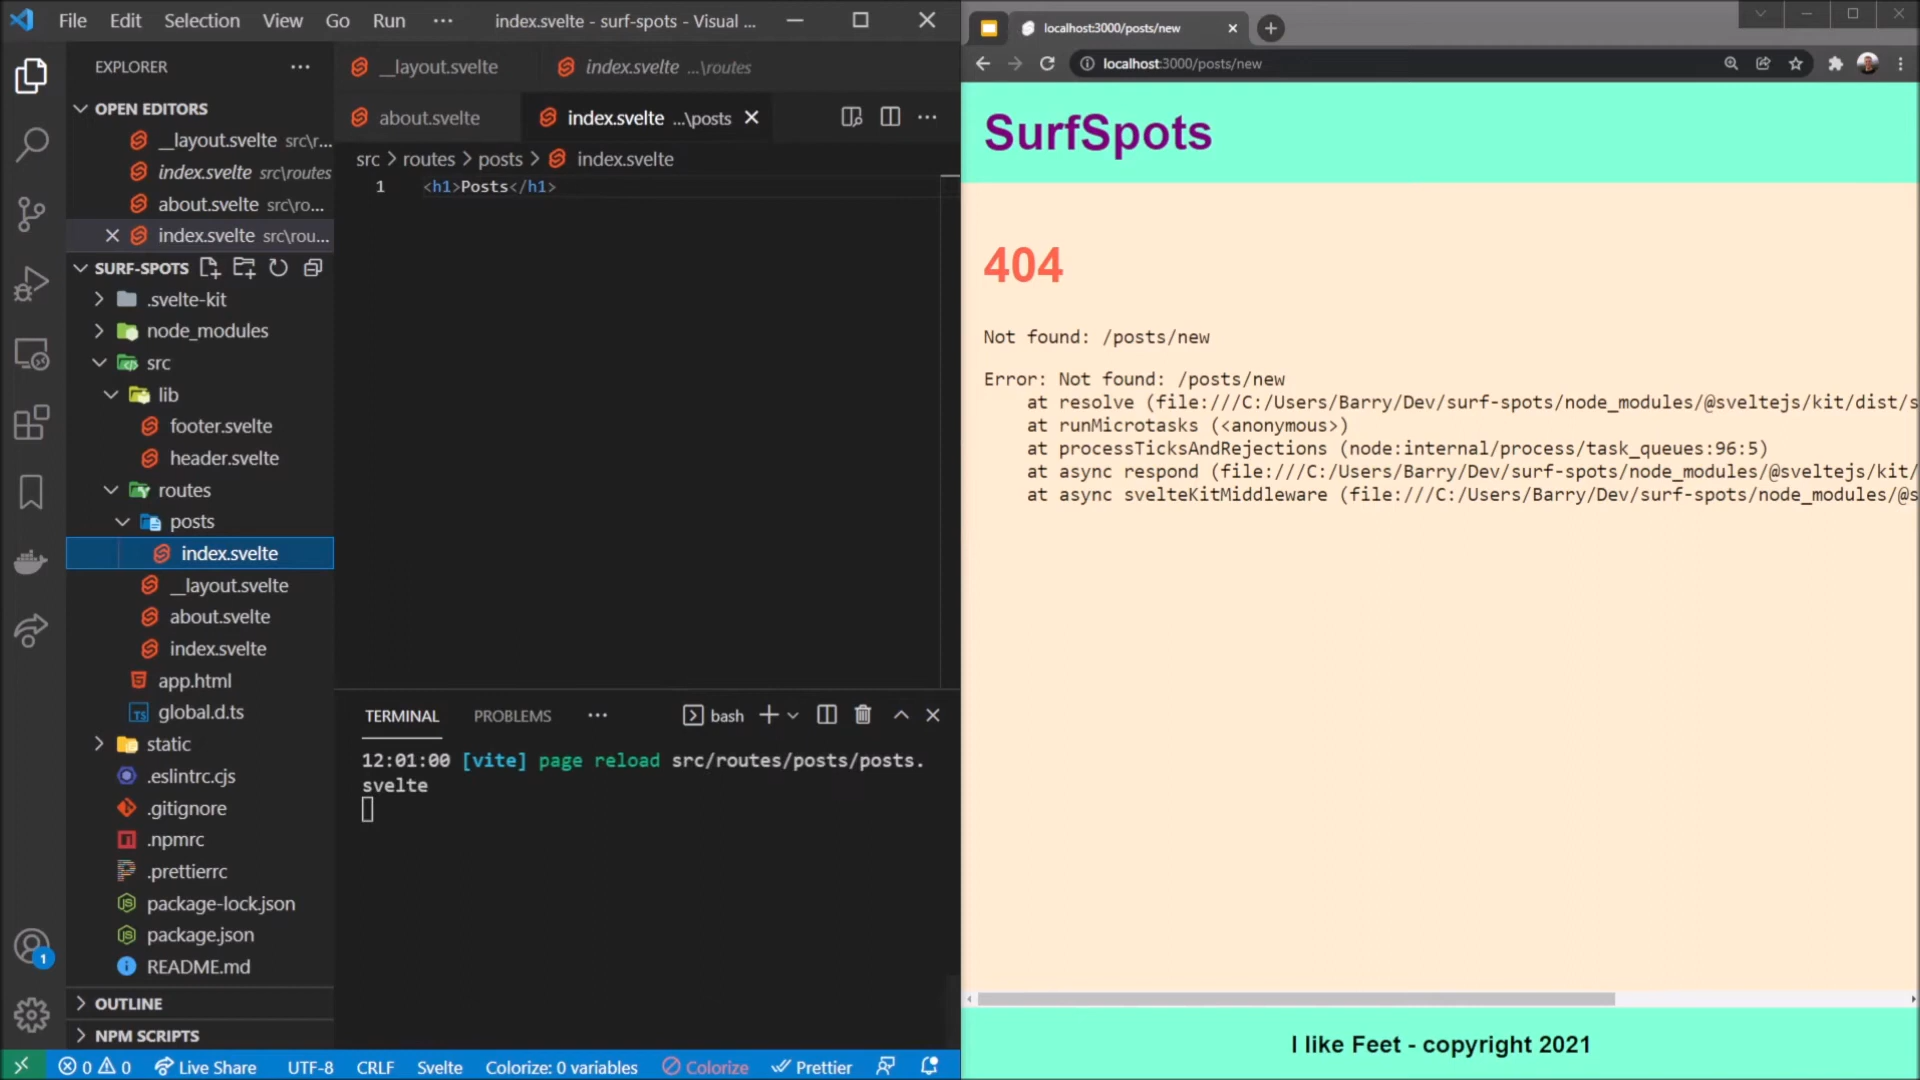 File Edit Selection View Go Run ··· index.svelte - surf-spots - Visual ...
EXPLORER ···
OPEN EDITORS
__layout.svelte src\r...
index.svelte src\routes
about.svelte src\ro...
index.svelte src\rou...
SURF-SPOTS
.svelte-kit
node_modules
src
lib
footer.svelte
header.svelte
routes
posts
index.svelte
__layout.svelte
about.svelte
index.svelte
app.html
global.d.ts
static
.eslintrc.cjs
.gitignore
.npmrc
.prettierrc
package-lock.json
package.json
README.md
OUTLINE
NPM SCRIPTS
__layout.svelte index.svelte ...\routes
about.svelte index.svelte ...\posts
src > routes > posts > index.svelte
1 <h1>Posts</h1>
TERMINAL PROBLEMS ··· bash
12:01:00 [vite] page reload src/routes/posts/posts.
svelte
0 0 Live Share UTF-8 CRLF Svelte Colorize: 0 variables Colorize Prettier
1
localhost:3000/posts/new
localhost:3000/posts/new
SurfSpots
404
Not found: /posts/new
Error: Not found: /posts/new
at resolve (file:///C:/Users/Barry/Dev/surf-spots/node_modules/@sveltejs/kit/dist/s
at runMicrotasks (<anonymous>)
at processTicksAndRejections (node:internal/process/task_queues:96:5)
at async respond (file:///C:/Users/Barry/Dev/surf-spots/node_modules/@sveltejs/kit/
at async svelteKitMiddleware (file:///C:/Users/Barry/Dev/surf-spots/node_modules/@s
I like Feet - copyright 2021